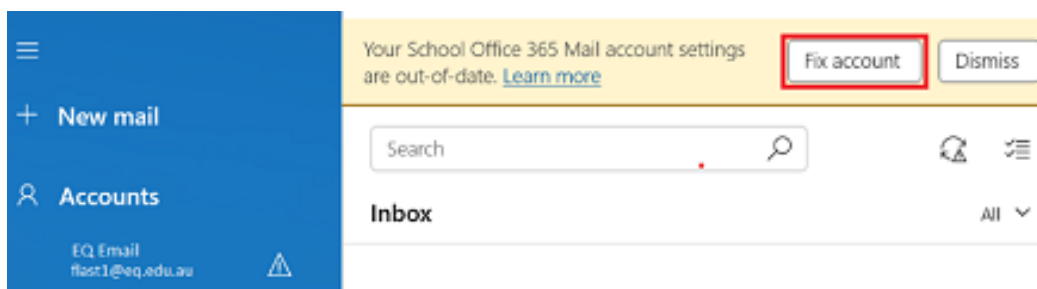 Your School Office 365 Mail account settings
are out-of-date. Learn more
Fix account
Dismiss
New mail
Search
Accounts
Inbox
All
EQ Email
flast1@eq.edu.au